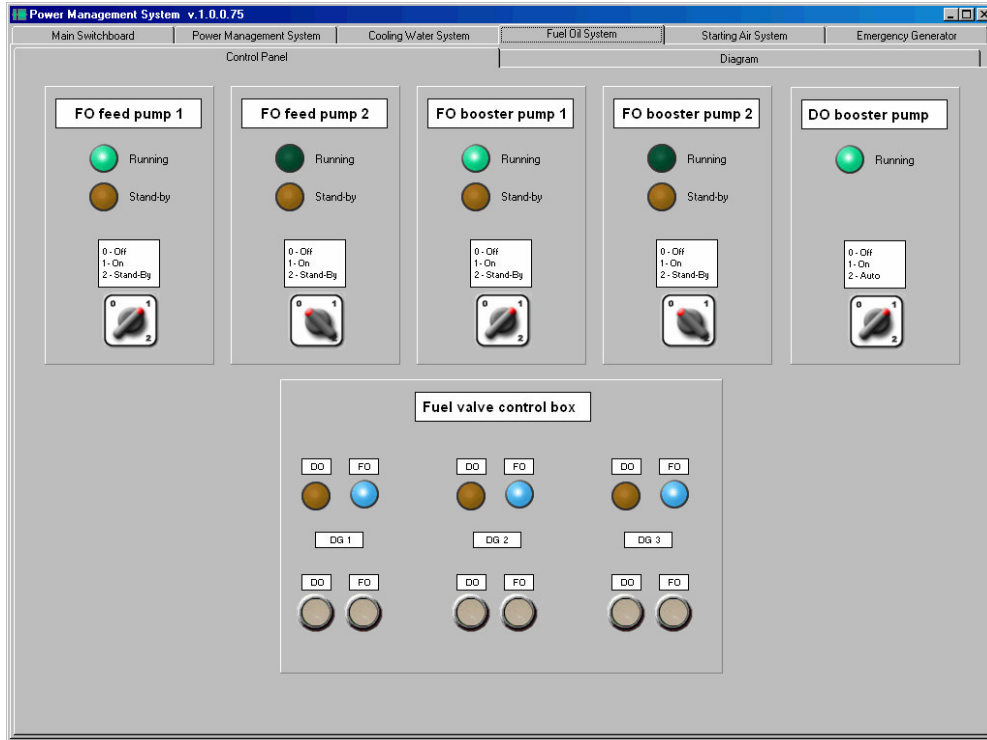 Power Management System v.1.0.0.75
Main Switchboard
Power Management System
Cooling Water System
Fuel Oil System
Starting Air System
Emergency Generator
Control Panel
Diagram
FO feed pump 1
Running
Stand-by
0 - Off
1- On
2 - Stand-By
0
1
2
FO feed pump 2
Running
Stand-by
0 - Off
1- On
2 - Stand-By
0
1
2
FO booster pump 1
Running
Stand-by
0 - Off
1- On
2 - Stand-By
0
1
2
FO booster pump 2
Running
Stand-by
0 - Off
1- On
2 - Stand-By
0
1
2
DO booster pump
Running
0 - Off
1- On
2 - Auto
0
1
2
Fuel valve control box
DO FO DO FO DO FO
DG 1 DG 2 DG 3
DO FO DO FO DO FO